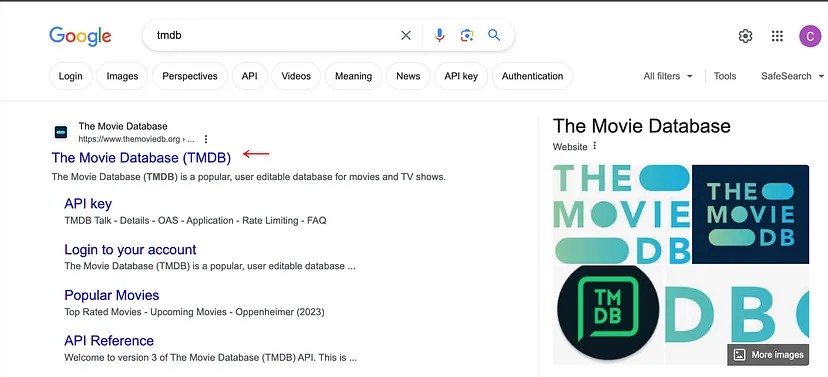 Google
tmdb
C
Login
Images
Perspectives
API
Videos
Meaning
News
API key
Authentication
All filters
Tools
SafeSearch
The Movie Database
https://www.themoviedb.org › ...
The Movie Database (TMDB)
The Movie Database (TMDB) is a popular, user editable database for movies and TV shows.
API key
TMDB Talk - Details - OAS - Application - Rate Limiting - FAQ
Login to your account
The Movie Database (TMDB) is a popular, user editable database ...
Popular Movies
Top Rated Movies - Upcoming Movies - Oppenheimer (2023)
API Reference
Welcome to version 3 of The Movie Database (TMDB) API. This is ...
The Movie Database
Website
THE
MOVIE
DB
THE
MOVIE
DB
TM
DB
DB
More images